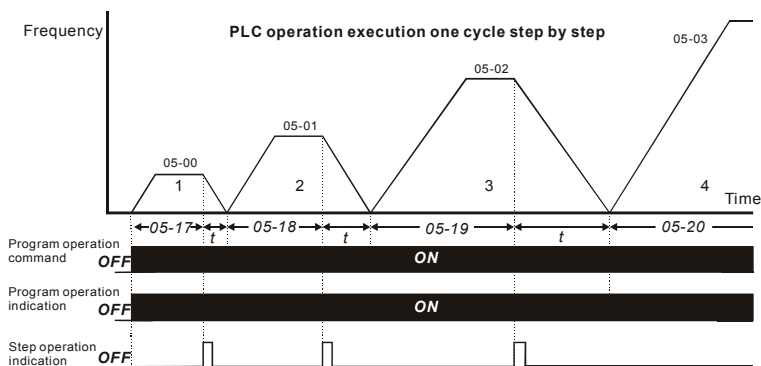 Frequency
PLC operation execution one cycle step by step
05-03
05-02
05-01
05-00
1
2
3
4
Time
05-17
t
05-18
t
05-19
t
05-20
Program operation
command
OFF
ON
Program operation
indication
OFF
ON
Step operation
indication
OFF